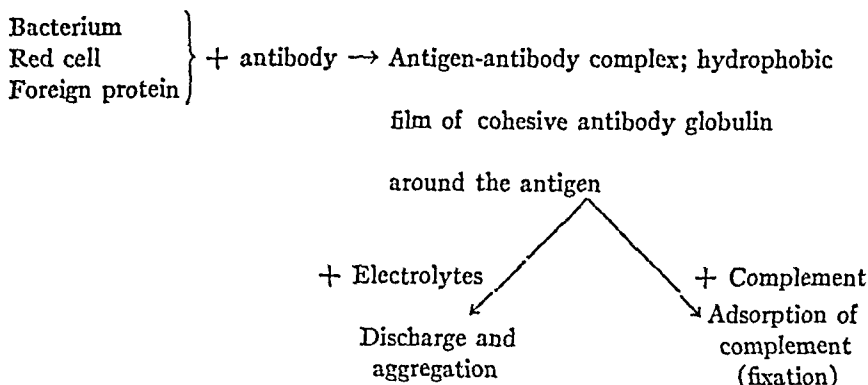 Bacterium
Red cell
Foreign protein
+ antibody → Antigen-antibody complex; hydrophobic
film of cohesive antibody globulin
around the antigen
+ Electrolytes
Discharge and
aggregation
+ Complement
Adsorption of
complement
(fixation)